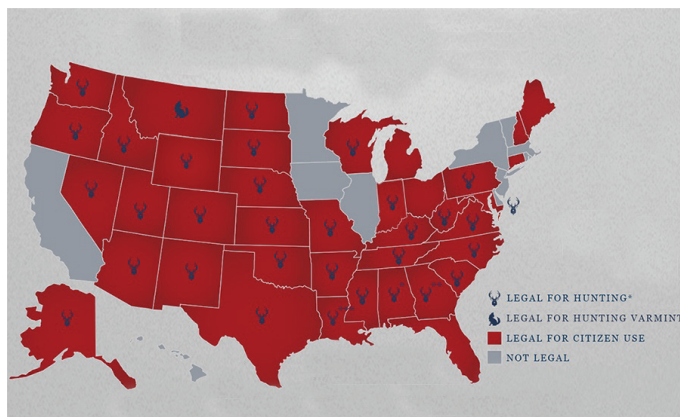 LEGAL FOR HUNTING*
LEGAL FOR HUNTING VARMINT
LEGAL FOR CITIZEN USE
NOT LEGAL